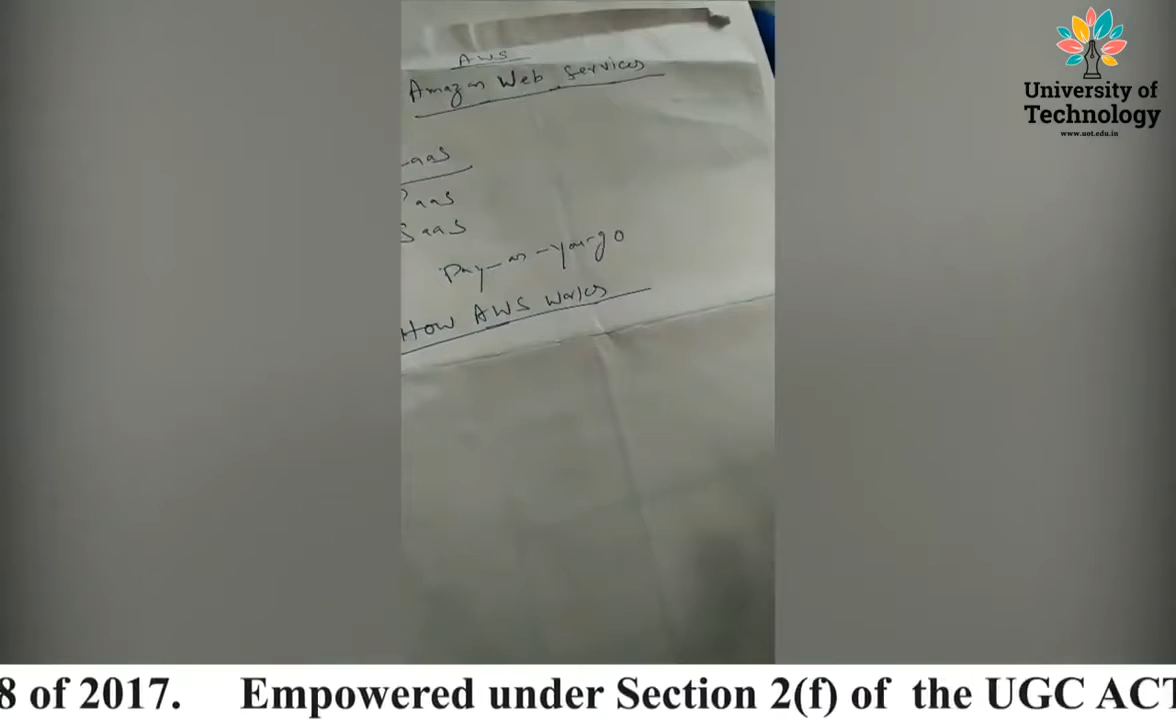 AWS
Amazon Web Services
aas
Paas
Saas
Pay-as-you-go
How AWS Works
University of
Technology
www.uot.edu.in
8 of 2017. Empowered under Section 2(f) of the UGC ACT